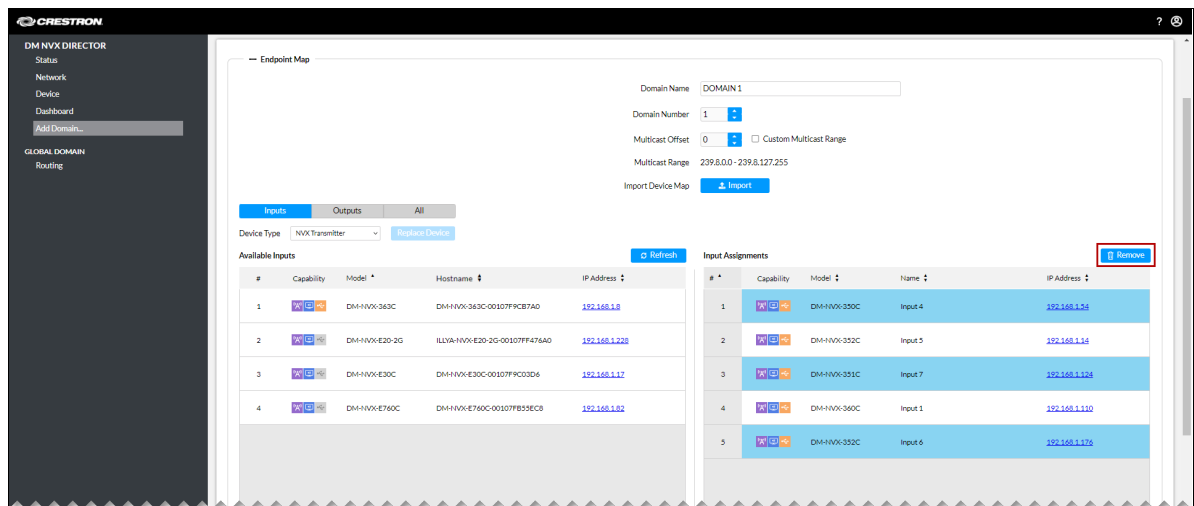 CRESTRON
?
DM NVX DIRECTOR
Status
Network
Device
Dashboard
Add Domain...
GLOBAL DOMAIN
Routing
Endpoint Map
Domain Name DOMAIN 1
Domain Number 1
Multicast Offset 0 Custom Multicast Range
Multicast Range 239.8.0.0 - 239.8.127.255
Import Device Map Import
Inputs Outputs All
Device Type NVX Transmitter Replace Device
Available Inputs Refresh
# Capability Model Hostname IP Address
1 DM-NVX-363C DM-NVX-363C-00107F9CB7A0 192.168.1.8
2 DM-NVX-E20-2G ILLYA-NVX-E20-2G-00107FF476A0 192.168.1.228
3 DM-NVX-E30C DM-NVX-E30C-00107F9C03D6 192.168.1.17
4 DM-NVX-E760C DM-NVX-E760C-00107FB55EC8 192.168.1.82
Input Assignments Remove
# Capability Model Name IP Address
1 DM-NVX-350C Input 4 192.168.1.54
2 DM-NVX-352C Input 5 192.168.1.14
3 DM-NVX-351C Input 7 192.168.1.124
4 DM-NVX-360C Input 1 192.168.1.110
5 DM-NVX-352C Input 6 192.168.1.176